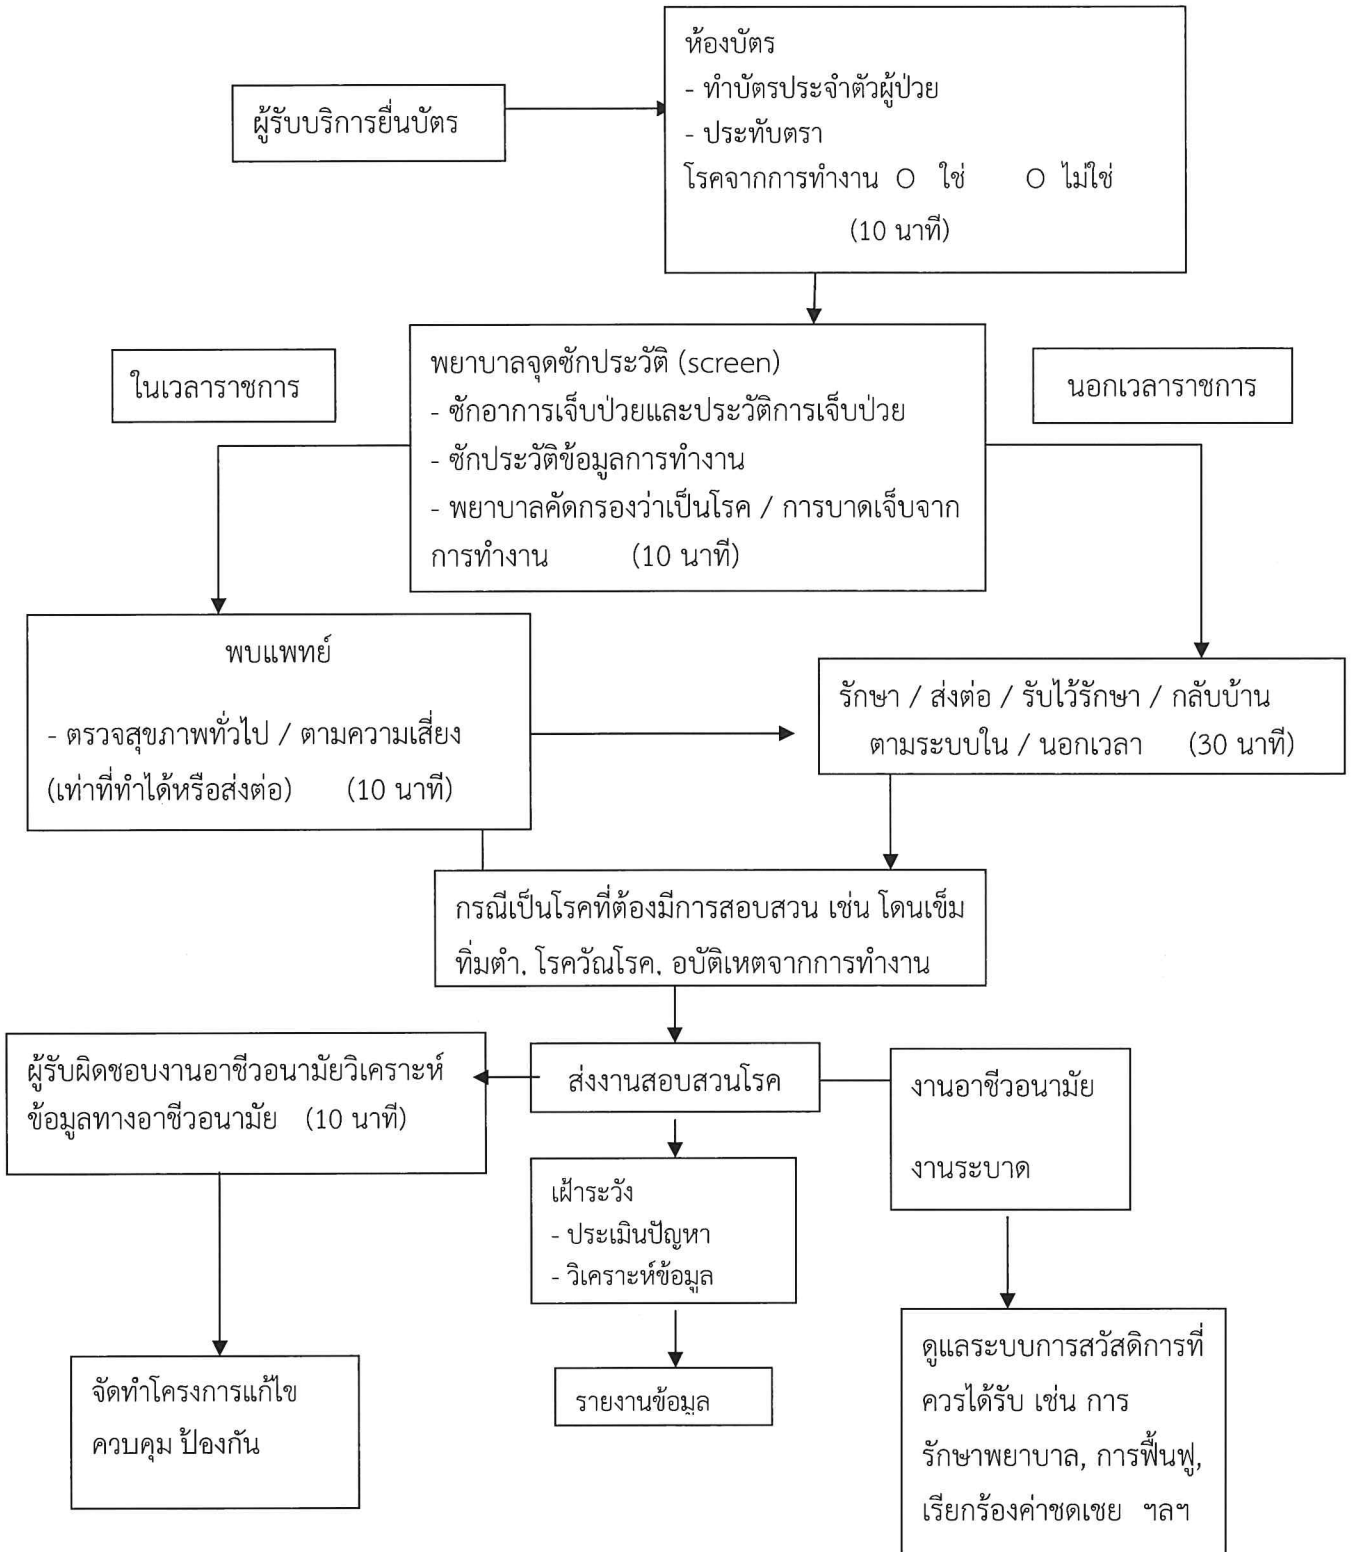 ห้องบัตร
ผู้รับบริการยื่นบัตร
- ทำบัตรประจำตัวผู้ป่วย
- ประทับตรา
โรคจากการทำงาน O ใช่ O ไม่ใช่
(10 นาที)
ในเวลาราชการ
พยาบาลจุดซักประวัติ (screen)
- ซักอาการเจ็บป่วยและประวัติการเจ็บป่วย
- ซักประวัติข้อมูลการทำงาน
- พยาบาลคัดกรองว่าเป็นโรค / การบาดเจ็บจาก
การทำงาน (10 นาที)
นอกเวลาราชการ
พบแพทย์
- ตรวจสุขภาพทั่วไป / ตามความเสี่ยง
(เท่าที่ทำได้หรือส่งต่อ) (10 นาที)
รักษา / ส่งต่อ / รับไว้รักษา / กลับบ้าน
ตามระบบใน / นอกเวลา (30 นาที)
กรณีเป็นโรคที่ต้องมีการสอบสวน เช่น โดนเข็ม
ทิ่มตำ, โรควัณโรค, อบัติเหตจากการทำงาน
ผู้รับผิดชอบงานอาชีวอนามัยวิเคราะห์
ข้อมูลทางอาชีวอนามัย (10 นาที)
ส่งงานสอบสวนโรค
งานอาชีวอนามัย
งานระบาด
เฝ้าระวัง
- ประเมินปัญหา
- วิเคราะห์ข้อมูล
จัดทำโครงการแก้ไข
ควบคุม ป้องกัน
รายงานข้อมูล
ดูแลระบบการสวัสดิการที่
ควรได้รับ เช่น การ
รักษาพยาบาล, การฟื้นฟู,
เรียกร้องค่าชดเชย ฯลฯ